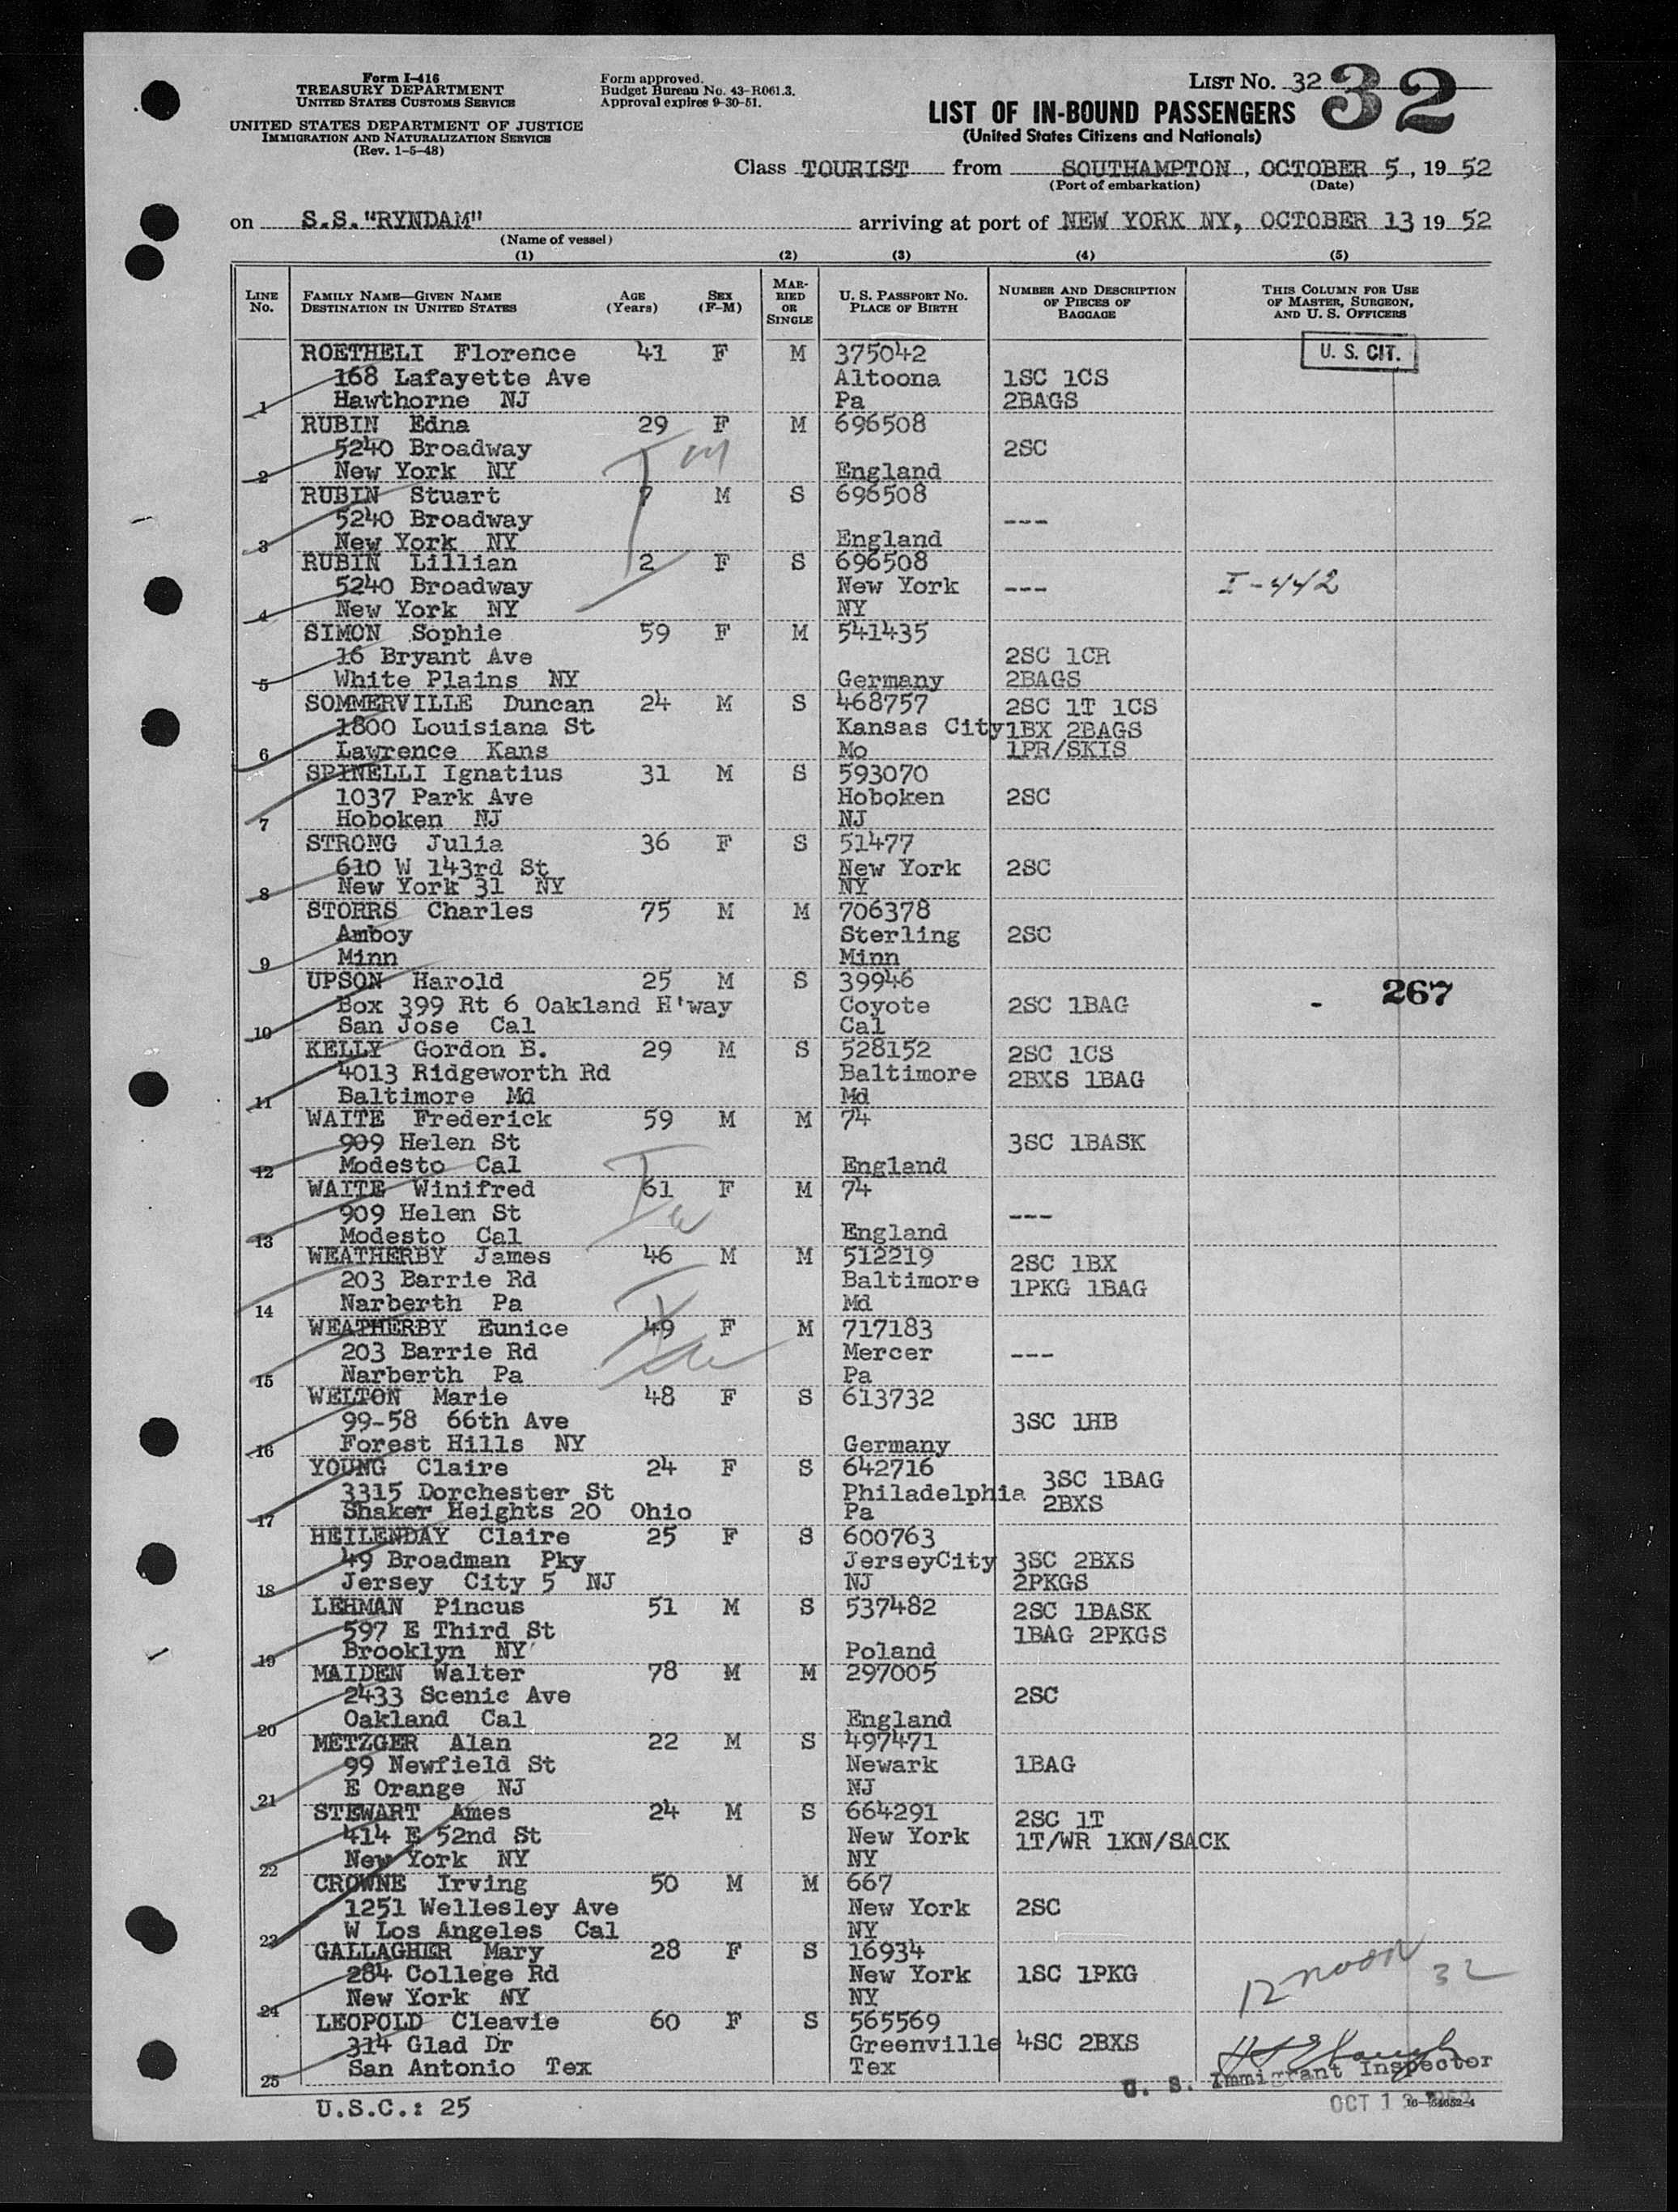 Form I-416
TREASURY DEPARTMENT
UNITED STATES CUSTOMS SERVICE
UNITED STATES DEPARTMENT OF JUSTICE
IMMIGRATION AND NATURALIZATION SERVICE
(Rev. 1-5-48)
Form approved.
Budget Bureau No. 43-R061.3.
Approval expires 9-30-51.
LIST NO. 32
32
LIST OF IN-BOUND PASSENGERS
(United States Citizens and Nationals)
Class TOURIST from SOUTHAMPTON, OCTOBER 5, 19 52
(Port of embarkation) (Date)
on S.S."RYNDAM" arriving at port of NEW YORK NY, OCTOBER 13 19 52
(Name of vessel)
(1) (2) (3) (4) (5)
LINE NO.
FAMILY NAME—GIVEN NAME
DESTINATION IN UNITED STATES
AGE (Years)
SEX (F-M)
MARRIED OR SINGLE
U. S. PASSPORT NO.
PLACE OF BIRTH
NUMBER AND DESCRIPTION OF PIECES OF BAGGAGE
THIS COLUMN FOR USE OF MASTER, SURGEON, AND U. S. OFFICERS
U. S. CIT.
ROETHELI Florence 41 F M 375042
168 Lafayette Ave Altoona 1SC 1CS
1 Hawthorne NJ Pa 2BAGS
RUBIN Edna 29 F M 696508
5240 Broadway 2SC
2 New York NY England
RUBIN Stuart 7 M S 696508
5240 Broadway ---
3 New York NY England
RUBIN Lillian 2 F S 696508
5240 Broadway New York --- I-442
4 New York NY NY
SIMON Sophie 59 F M 541435
16 Bryant Ave 2SC 1CR
5 White Plains NY Germany 2BAGS
SOMMERVILLE Duncan 24 M S 468757 2SC 1T 1CS
1800 Louisiana St Kansas City 1BX 2BAGS
6 Lawrence Kans Mo 1PR/SKIS
SPINELLI Ignatius 31 M S 593070
1037 Park Ave Hoboken 2SC
7 Hoboken NJ NJ
STRONG Julia 36 F S 51477
610 W 143rd St New York 2SC
8 New York 31 NY NY
STORRS Charles 75 M M 706378
Amboy Sterling 2SC
9 Minn Minn
UPSON Harold 25 M S 39946 - 267
Box 399 Rt 6 Oakland H'way Coyote 2SC 1BAG
10 San Jose Cal Cal
KELLY Gordon B. 29 M S 528152 2SC 1CS
4013 Ridgeworth Rd Baltimore 2BXS 1BAG
11 Baltimore Md Md
WAITE Frederick 59 M M 74
909 Helen St 3SC 1BASK
12 Modesto Cal England
WAITE Winifred 61 F M 74
909 Helen St ---
13 Modesto Cal England
WEATHERBY James 46 M M 512219 2SC 1BX
203 Barrie Rd Baltimore 1PKG 1BAG
14 Narberth Pa Md
WEATHERBY Eunice 49 F M 717183
203 Barrie Rd Mercer ---
15 Narberth Pa Pa
WELTON Marie 48 F S 613732
99-58 66th Ave 3SC 1HB
16 Forest Hills NY Germany
YOUNG Claire 24 F S 642716 3SC 1BAG
3315 Dorchester St Philadelphia 2BXS
17 Shaker Heights 20 Ohio Pa
HEILENDAY Claire 25 F S 600763
49 Broadman Pky JerseyCity 3SC 2BXS
18 Jersey City 5 NJ NJ 2PKGS
LEHMAN Pincus 51 M S 537482 2SC 1BASK
597 E Third St 1BAG 2PKGS
19 Brooklyn NY Poland
MAIDEN Walter 78 M M 297005
2433 Scenic Ave 2SC
20 Oakland Cal England
METZGER Alan 22 M S 497471
99 Newfield St Newark 1BAG
21 E Orange NJ NJ
STEWART Ames 24 M S 664291 2SC 1T
414 E 52nd St New York 1T/WR 1KN/SACK
22 New York NY NY
CROWNE Irving 50 M M 667
1251 Wellesley Ave New York 2SC
23 W Los Angeles Cal NY
GALLAGHER Mary 28 F S 16934
284 College Rd New York 1SC 1PKG 12 noon 32
24 New York NY NY
LEOPOLD Cleavie 60 F S 565569
314 Glad Dr Greenville 4SC 2BXS
25 San Antonio Tex Tex
U. S. Immigrant Inspector
U.S.C.: 25
OCT 13 1952